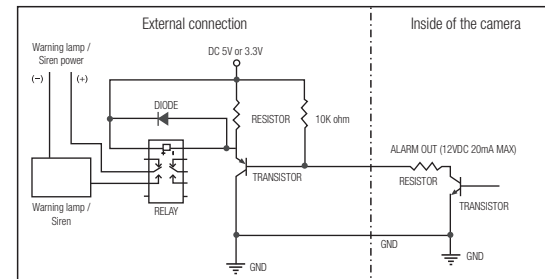 External connection
Inside of the camera
Warning lamp /
Siren power
(−)
(+)
DC 5V or 3.3V
DIODE
RESISTOR
10K ohm
ALARM OUT (12VDC 20mA MAX)
TRANSISTOR
RESISTOR
TRANSISTOR
Warning lamp /
Siren
RELAY
GND
GND
GND